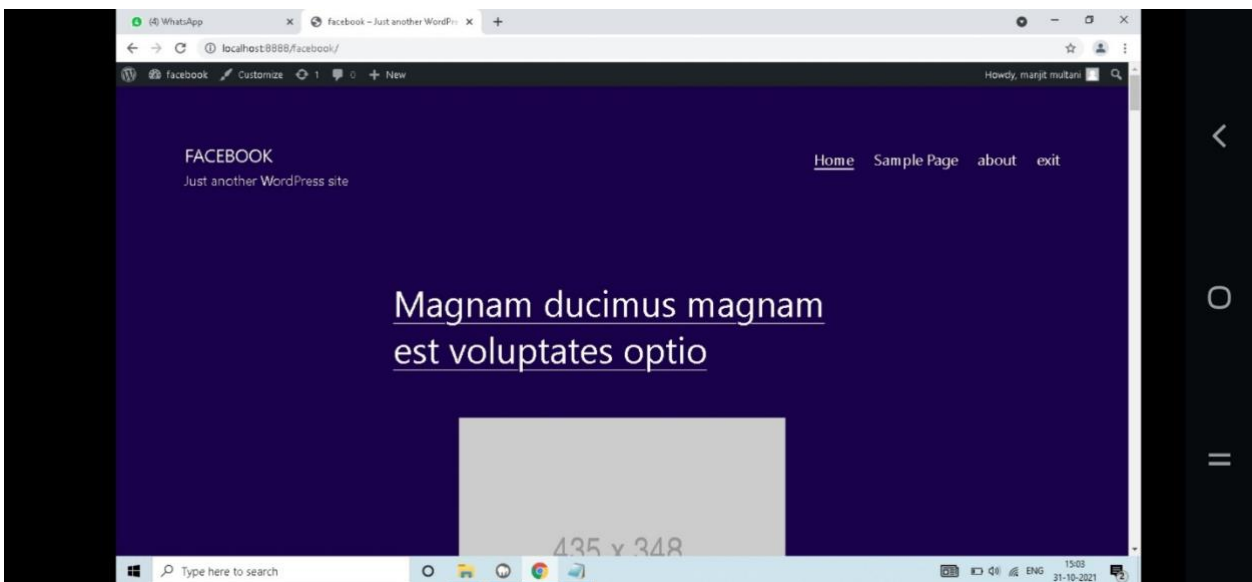 (4) WhatsApp
facebook – Just another WordPre
localhost:8888/facebook/
facebook Customize 1 0 + New
Howdy, manjit multani
FACEBOOK
Just another WordPress site
Home Sample Page about exit
Magnam ducimus magnam
est voluptates optio
435 x 348
Type here to search
ENG
15:03
31-10-2021
2